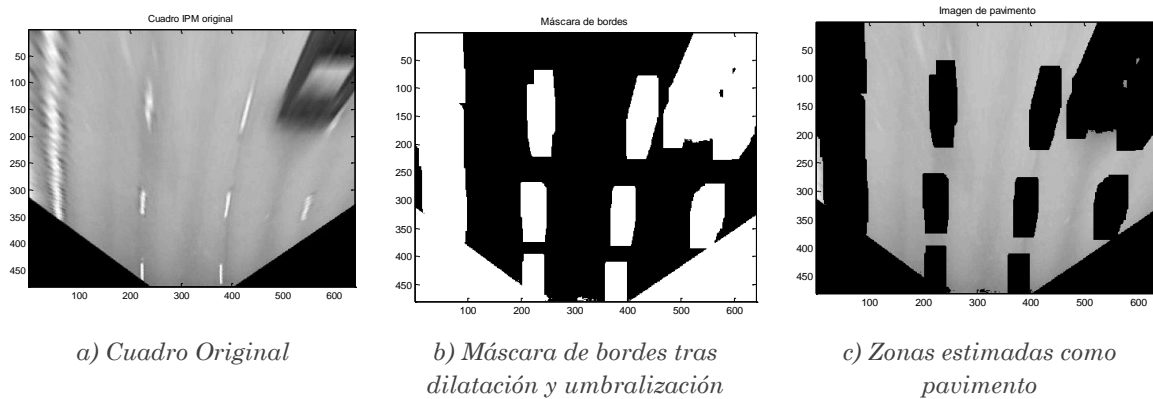 Cuadro IPM original
50
100
150
200
250
300
350
400
450
100 200 300 400 500 600
a) Cuadro Original
Máscara de bordes
50
100
150
200
250
300
350
400
450
100 200 300 400 500 600
b) Máscara de bordes tras
dilatación y umbralización
Imagen de pavimento
50
100
150
200
250
300
350
400
450
100 200 300 400 500 600
c) Zonas estimadas como
pavimento